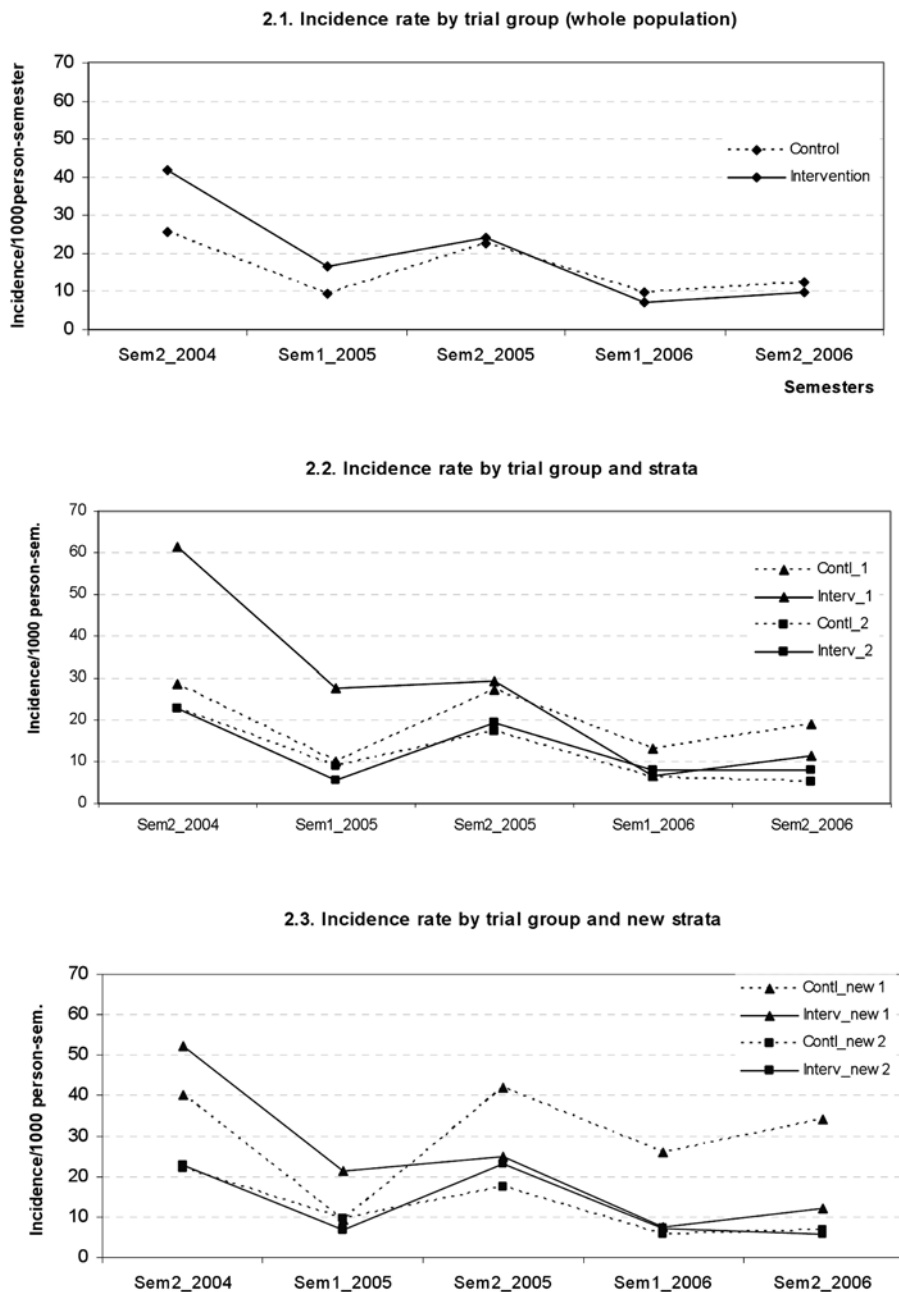 2.1. Incidence rate by trial group (whole population)
Incidence/1000person-semester
70
60
50
40
30
20
10
0
Control
Intervention
Sem2_2004 Sem1_2005 Sem2_2005 Sem1_2006 Sem2_2006
Semesters
2.2. Incidence rate by trial group and strata
Incidence/1000 person-sem.
70
60
50
40
30
20
10
0
Contl_1
Interv_1
Contl_2
Interv_2
Sem2_2004 Sem1_2005 Sem2_2005 Sem1_2006 Sem2_2006
2.3. Incidence rate by trial group and new strata
Incidence/1000 person-sem.
70
60
50
40
30
20
10
0
Contl_new 1
Interv_new 1
Contl_new 2
Interv_new 2
Sem2_2004 Sem1_2005 Sem2_2005 Sem1_2006 Sem2_2006